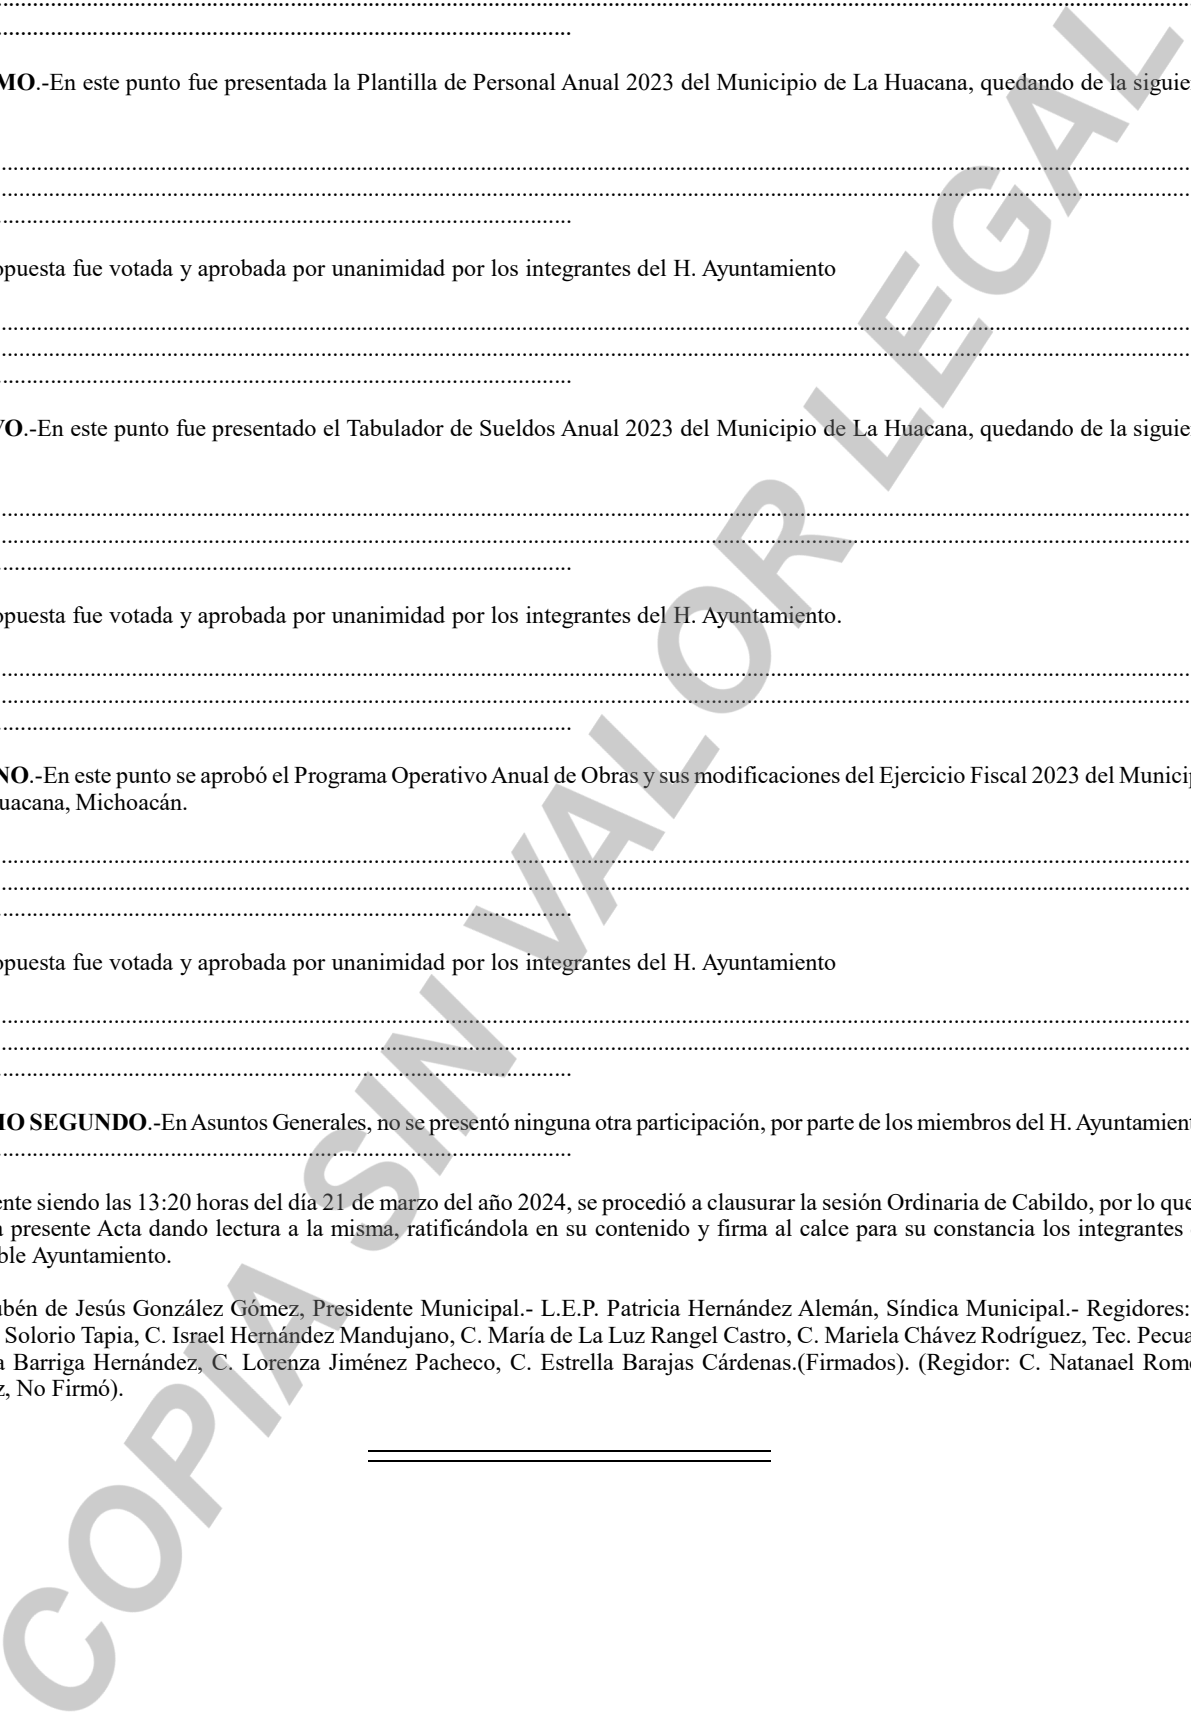 MO.-En este punto fue presentada la Plantilla de Personal Anual 2023 del Municipio de La Huacana, quedando de la siguie
opuesta fue votada y aprobada por unanimidad por los integrantes del H. Ayuntamiento
VO.-En este punto fue presentado el Tabulador de Sueldos Anual 2023 del Municipio de La Huacana, quedando de la siguie
opuesta fue votada y aprobada por unanimidad por los integrantes del H. Ayuntamiento.
NO.-En este punto se aprobó el Programa Operativo Anual de Obras y sus modificaciones del Ejercicio Fiscal 2023 del Municip
uacana, Michoacán.
opuesta fue votada y aprobada por unanimidad por los integrantes del H. Ayuntamiento
MO SEGUNDO.-En Asuntos Generales, no se presentó ninguna otra participación, por parte de los miembros del H. Ayuntamient
ente siendo las 13:20 horas del día 21 de marzo del año 2024, se procedió a clausurar la sesión Ordinaria de Cabildo, por lo que
a presente Acta dando lectura a la misma, ratificándola en su contenido y firma al calce para su constancia los integrantes
ble Ayuntamiento.
ubén de Jesús González Gómez, Presidente Municipal.- L.E.P. Patricia Hernández Alemán, Síndica Municipal.- Regidores:
Solorio Tapia, C. Israel Hernández Mandujano, C. María de La Luz Rangel Castro, C. Mariela Chávez Rodríguez, Tec. Pecua
a Barriga Hernández, C. Lorenza Jiménez Pacheco, C. Estrella Barajas Cárdenas.(Firmados). (Regidor: C. Natanael Rom
z, No Firmó).
COPIA SIN VALOR LEGAL